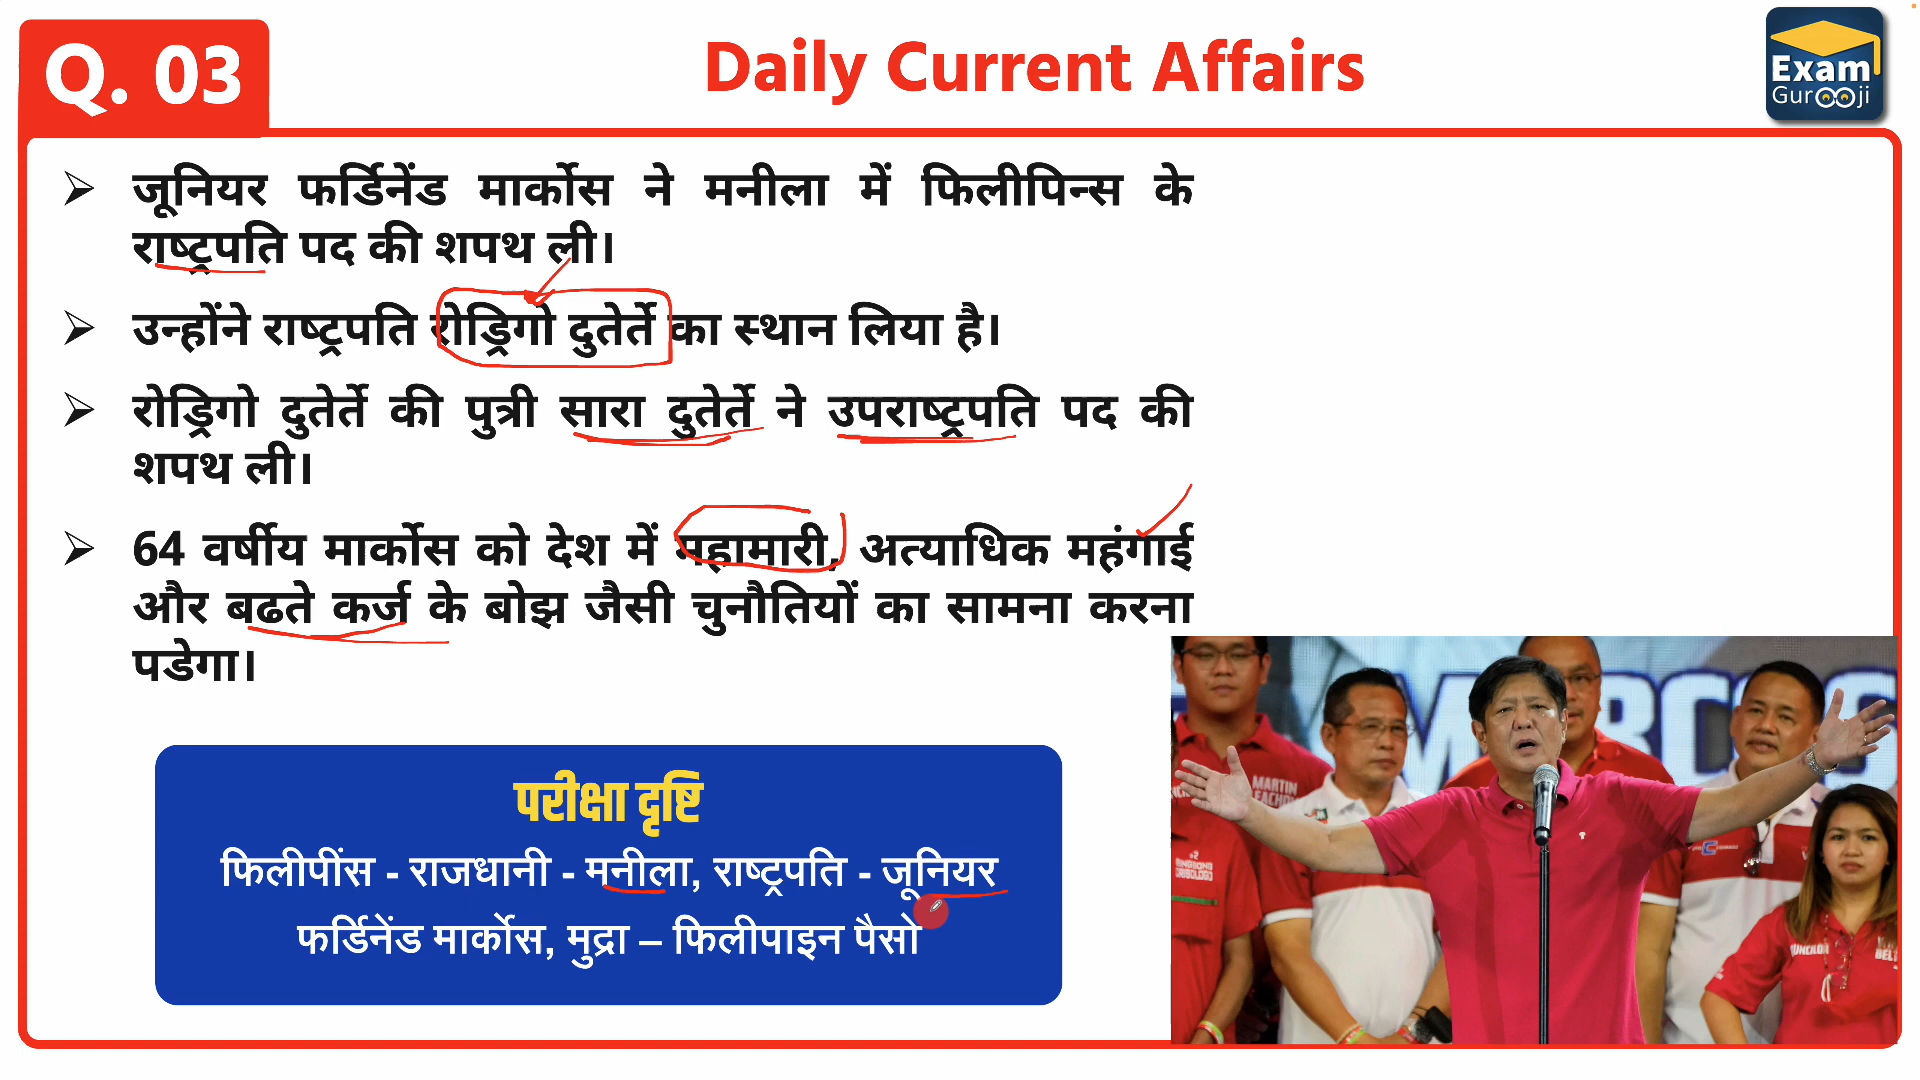 Q. 03
Daily Current Affairs
Exam
Gurooji
जूनियर फर्डिनेंड मार्कोस ने मनीला में फिलीपिन्स के
राष्ट्रपति पद की शपथ ली।
उन्होंने राष्ट्रपति रोड्रिगो दुतेर्ते का स्थान लिया है।
रोड्रिगो दुतेर्ते की पुत्री सारा दुतेर्ते ने उपराष्ट्रपति पद की
शपथ ली।
64 वर्षीय मार्कोस को देश में महामारी, अत्याधिक महंगाई
और बढते कर्ज के बोझ जैसी चुनौतियों का सामना करना
पडेगा।
परीक्षा दृष्टि
फिलीपींस - राजधानी - मनीला, राष्ट्रपति - जूनियर
फर्डिनेंड मार्कोस, मुद्रा – फिलीपाइन पैसो
MARTIN